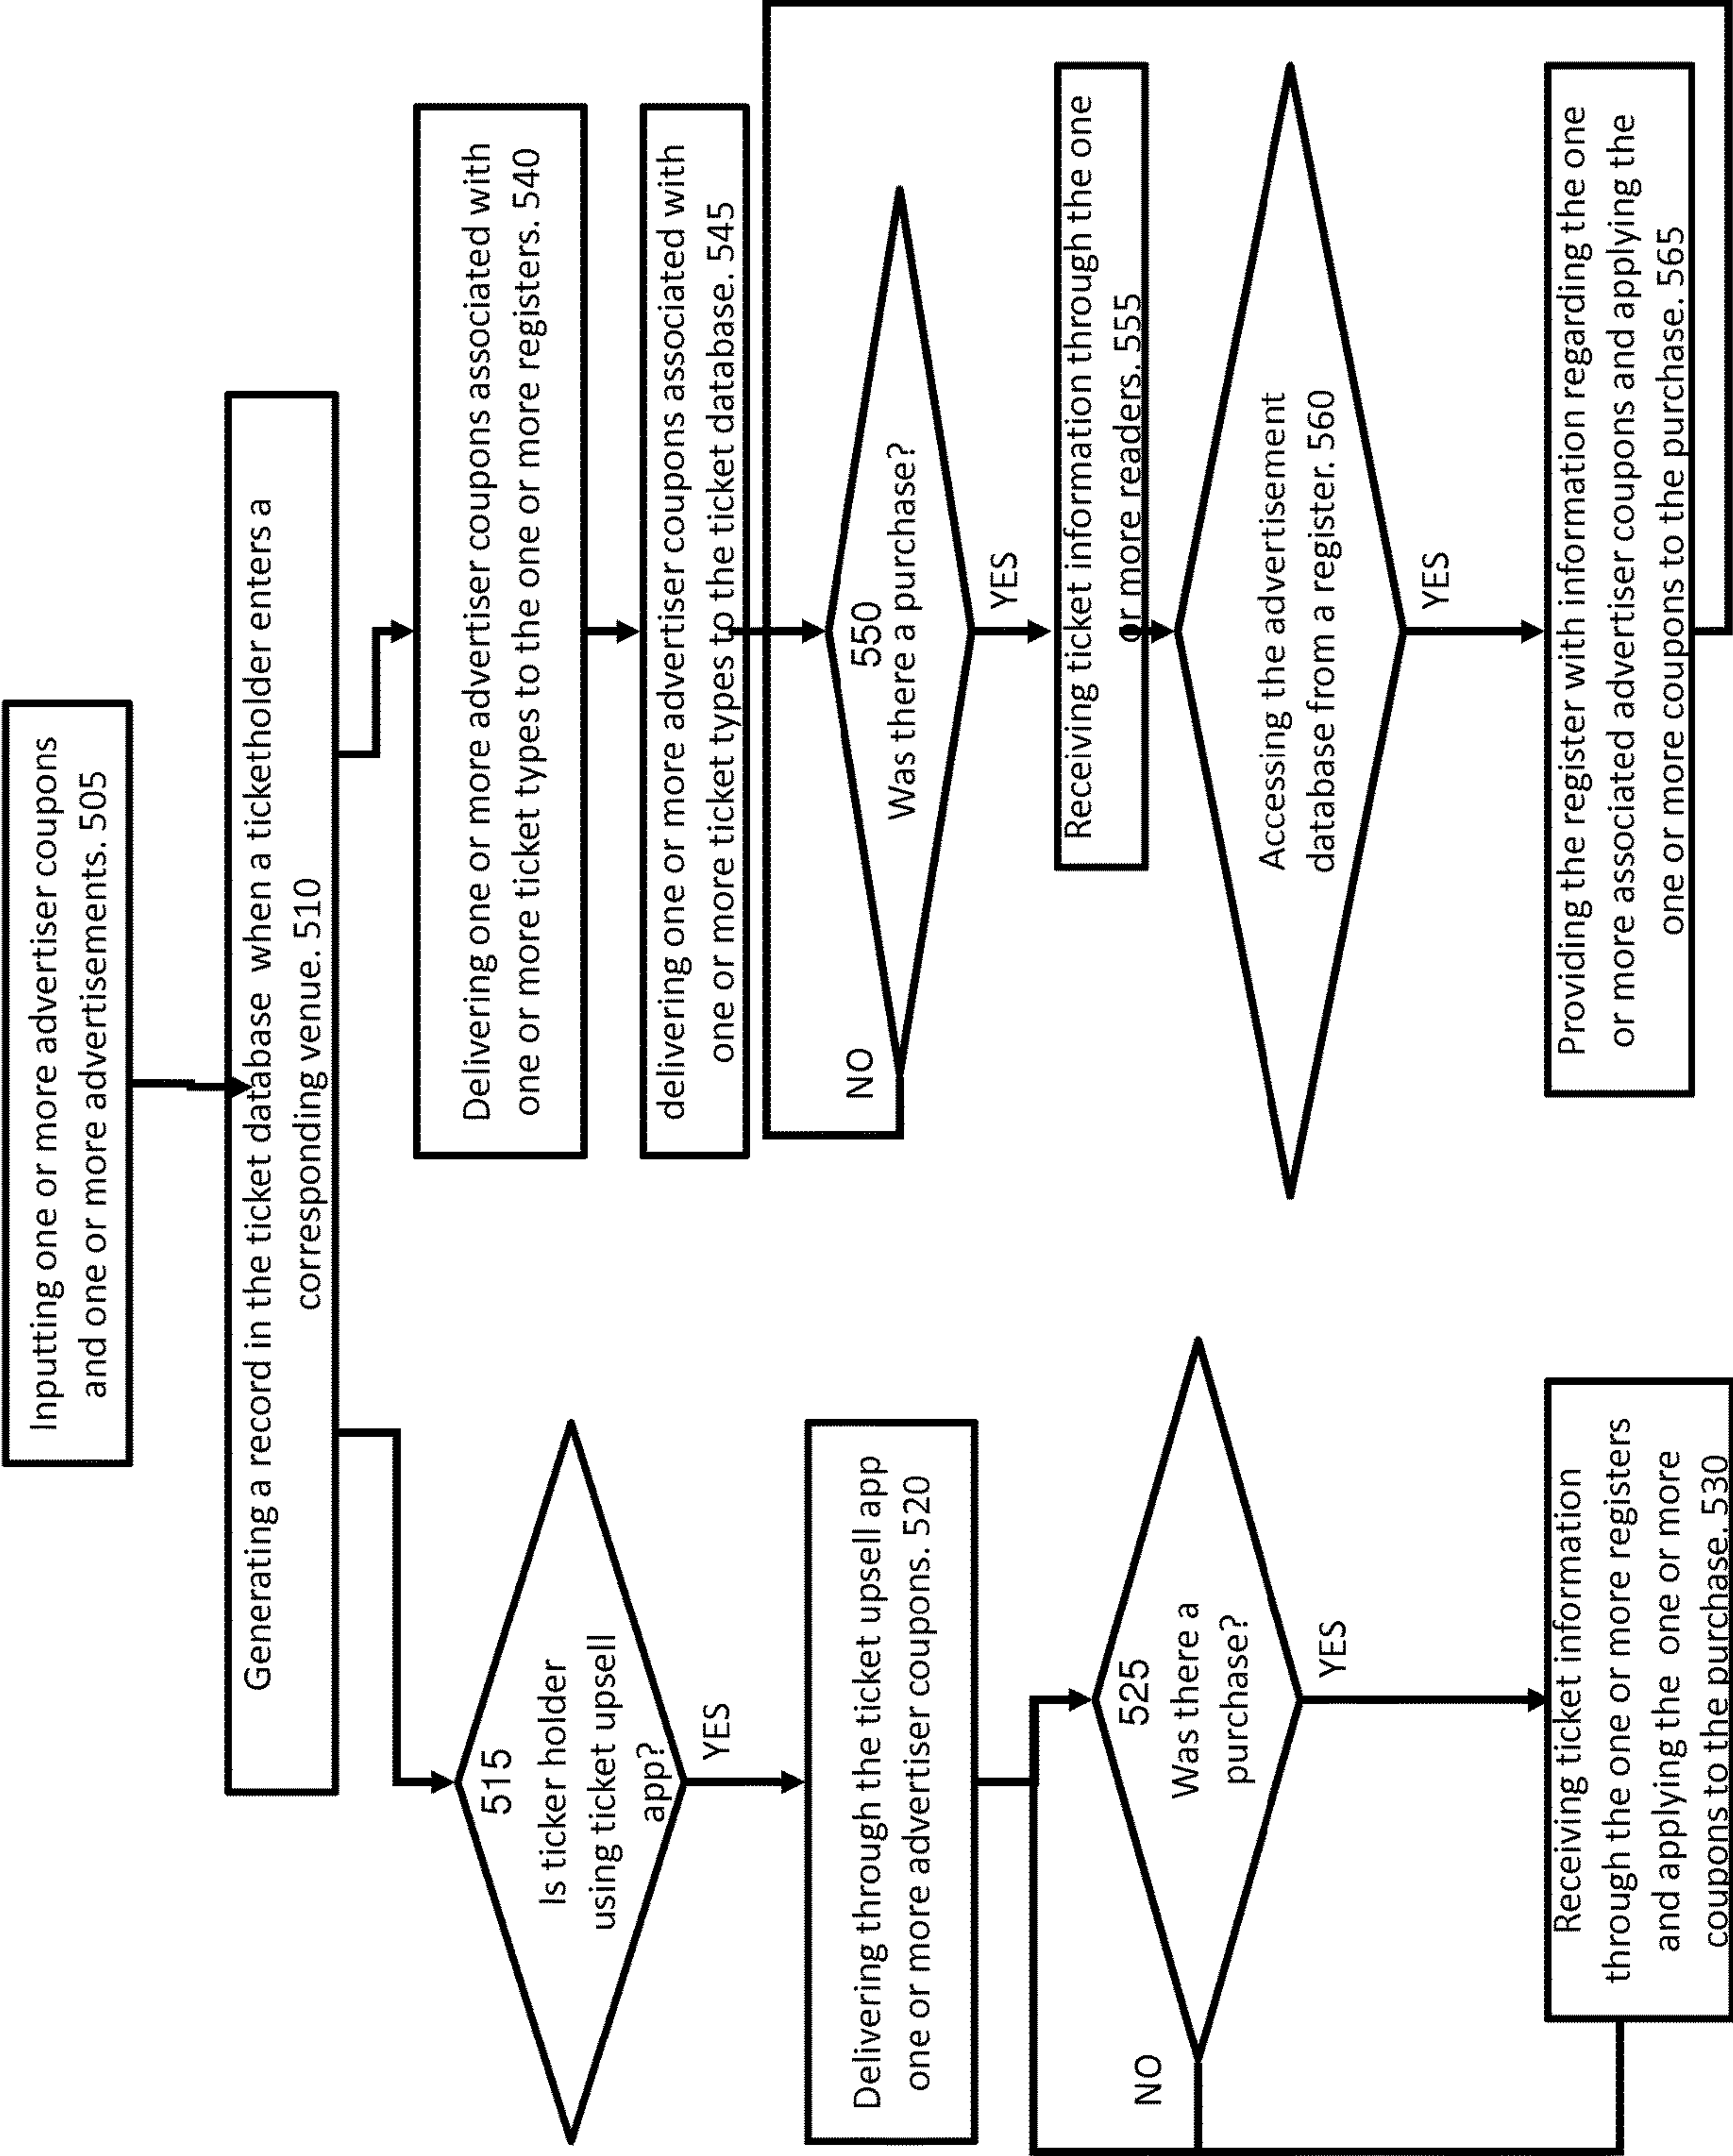 Inputing one or more advertiser coupons
and one or more advertisements. 505
Generating a record in the ticket database when a ticketholder enters a
corresponding venue. 510
515
Is ticker holder
using ticket upsell
app?
YES
Delivering through the ticket upsell app
one or more advertiser coupons. 520
525
Was there a
purchase?
NO
YES
Receiving ticket information
through the one or more registers
and applying the one or more
coupons to the purchase. 530
Delivering one or more advertiser coupons associated with
one or more ticket types to the one or more registers. 540
delivering one or more advertiser coupons associated with
one or more ticket types to the ticket database. 545
550
Was there a purchase?
NO
YES
Receiving ticket information through the one
or more readers. 555
Accessing the advertisement
database from a register. 560
YES
Providing the register with information regarding the one
or more associated advertiser coupons and applying the
one or more coupons to the purchase. 565